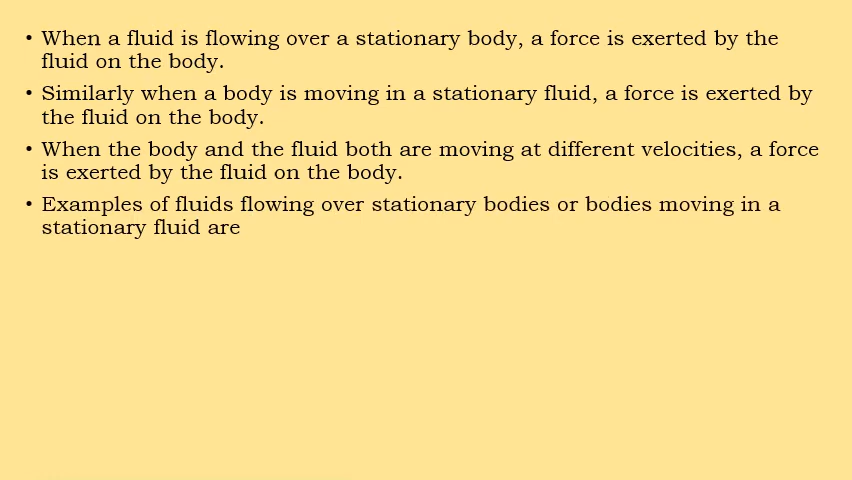 • When a fluid is flowing over a stationary body, a force is exerted by the
fluid on the body.
• Similarly when a body is moving in a stationary fluid, a force is exerted by
the fluid on the body.
• When the body and the fluid both are moving at different velocities, a force
is exerted by the fluid on the body.
• Examples of fluids flowing over stationary bodies or bodies moving in a
stationary fluid are